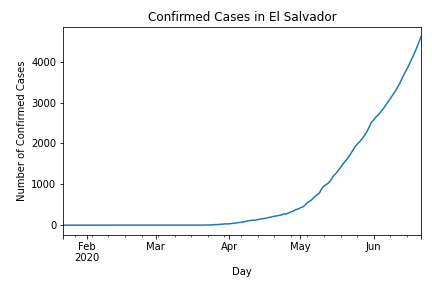 Confirmed Cases in El Salvador
Number of Confirmed Cases
4000
3000
2000
1000
0
Feb
2020
Mar
Apr
May
Jun
Day